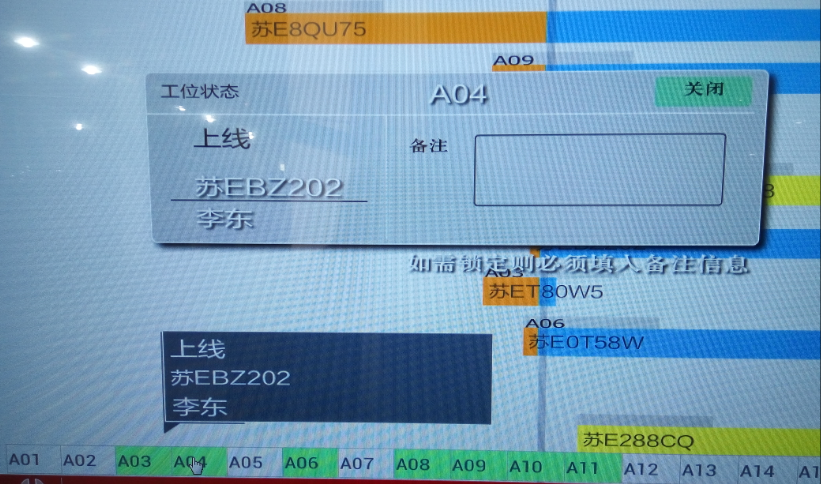 A08
苏E8QU75
A09
工位状态
A04
关闭
上线
备注
苏EBZ202
李东
如需锁定则必须填入备注信息
苏ET80W5
A06
苏E0T58W
上线
苏EBZ202
李东
苏E288CQ
A01 A02 A03 A04 A05 A06 A07 A08 A09 A10 A11 A12 A13 A14